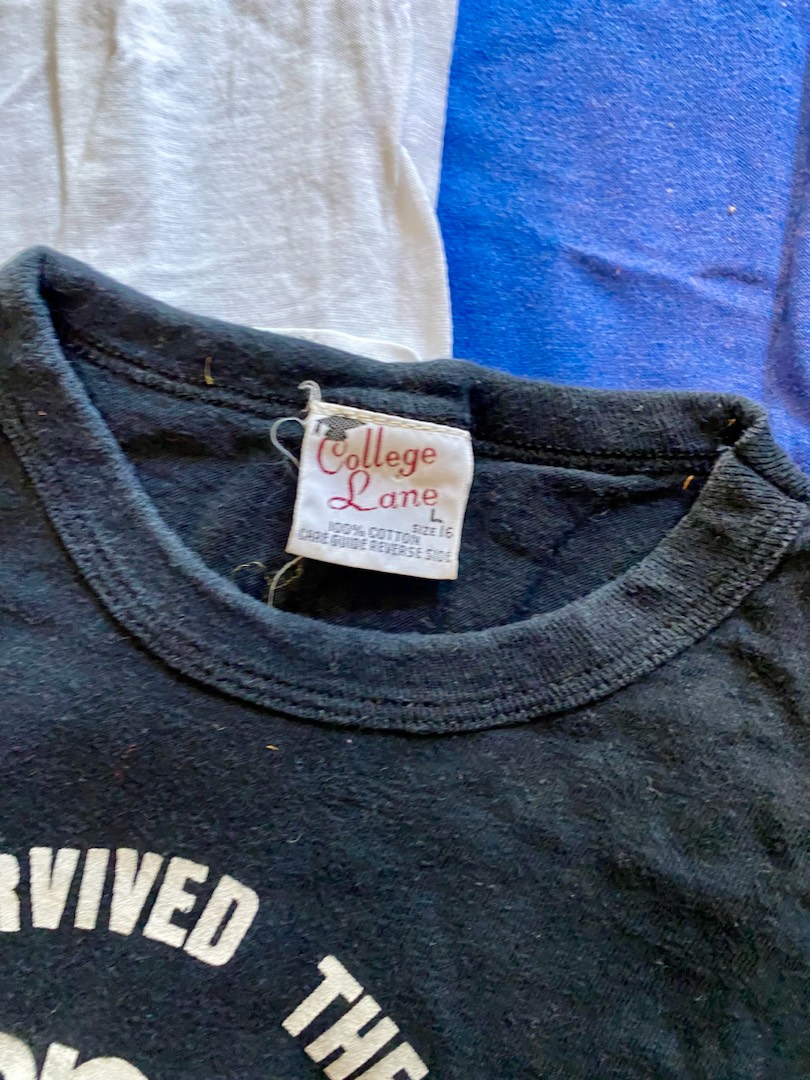 College
Lane
L
100% COTTON SIZE 16
CARE GUIDE REVERSE SIDE
RVIVED THE